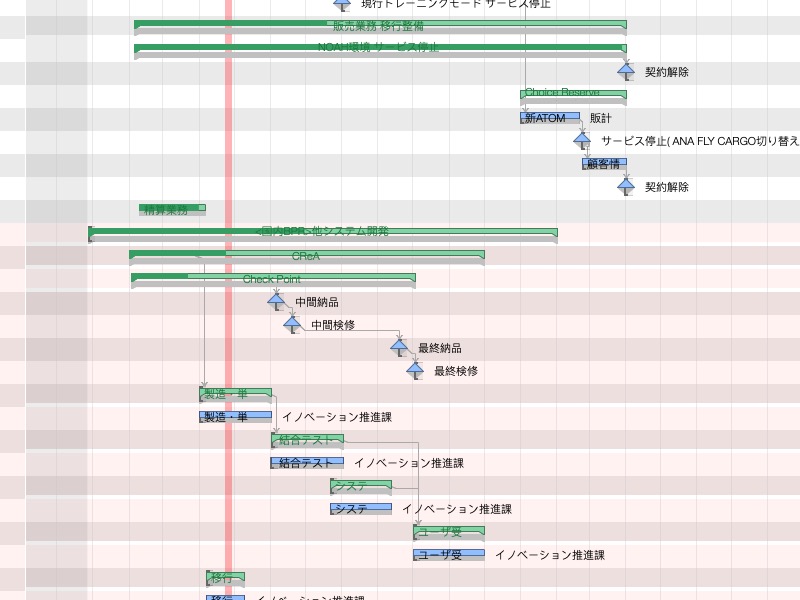 現行トレーニングモード サービス停止
販売業務 移行整備
NOAH環境 サービス停止
契約解除
Choice Reserve
新ATOM 販計
サービス停止( ANA FLY CARGO切り替え
顧客情
契約解除
精算業務
<国内BPR>他システム開発
CReA
Check Point
中間納品
中間検修
最終納品
最終検修
製造・単
製造・単 イノベーション推進課
結合テスト
結合テスト イノベーション推進課
システ
システ イノベーション推進課
ユーザ受
ユーザ受 イノベーション推進課
移行
移行 イノベーション推進課